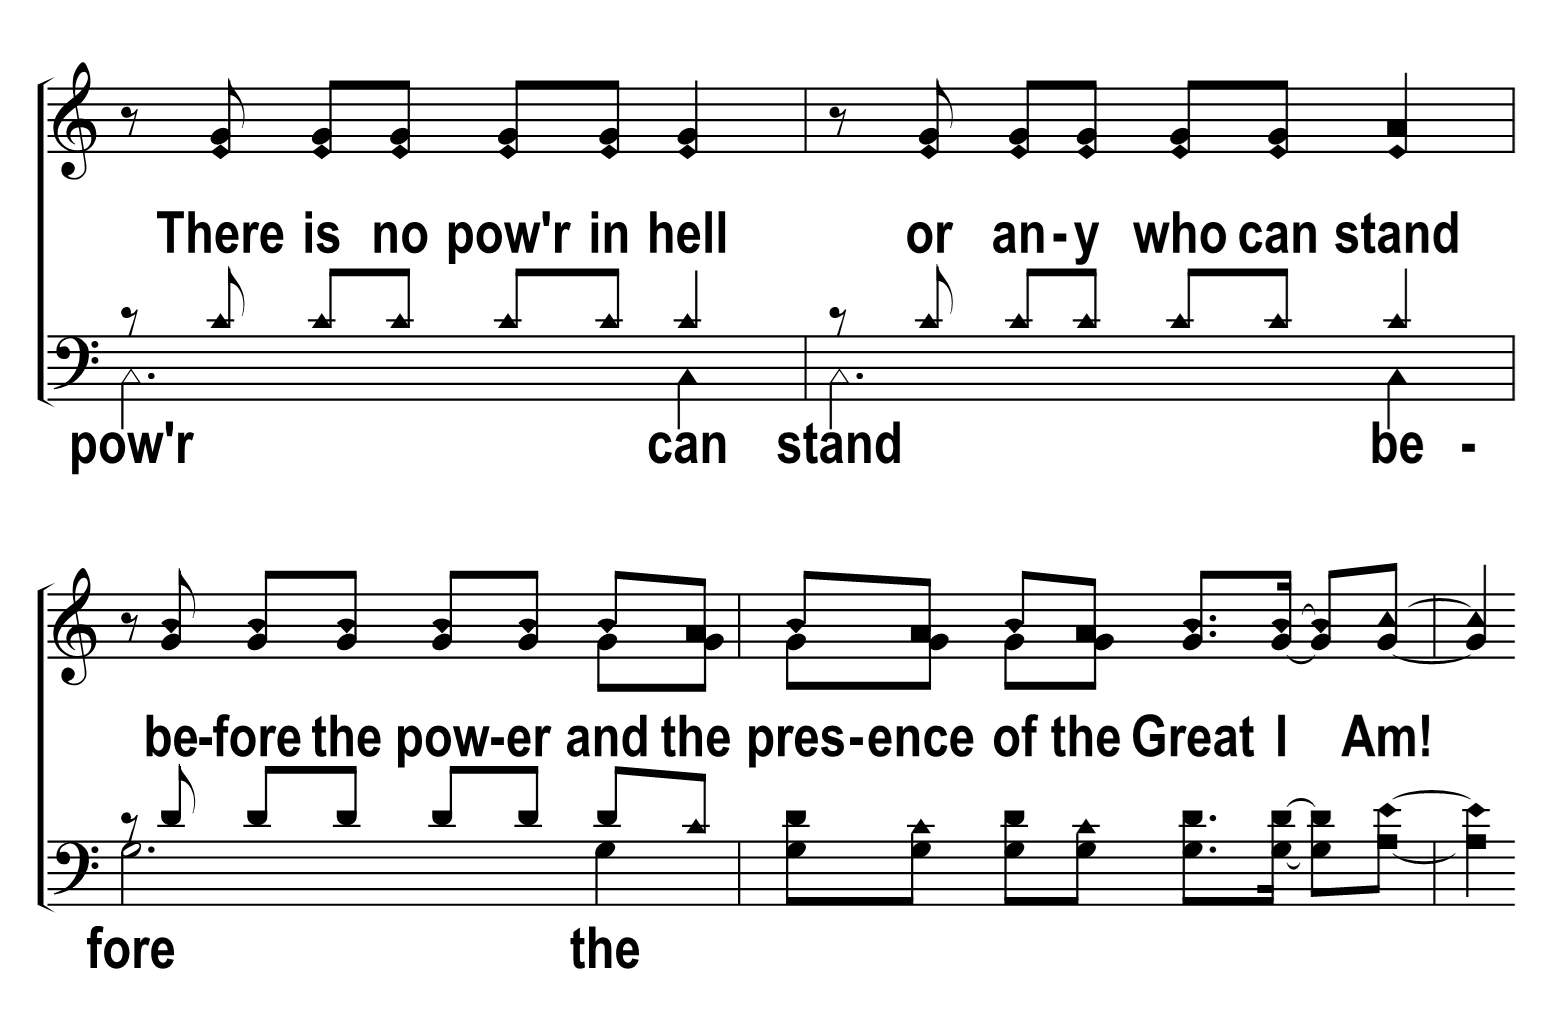 There is no pow'r in hell or an-y who can stand
pow'r can stand be -
be-fore the pow-er and the pres-ence of the Great I Am!
fore the